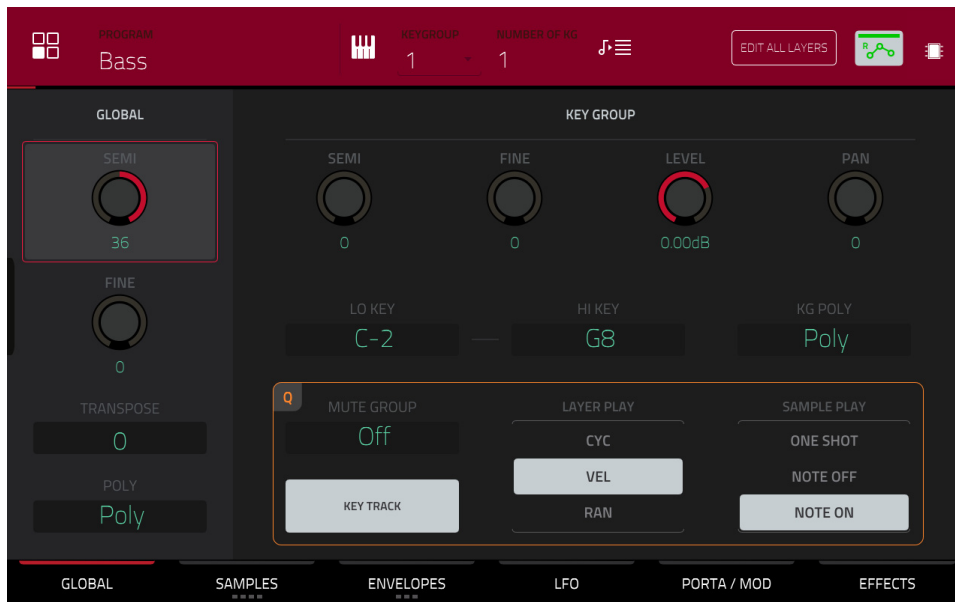 PROGRAM KEYGROUP NUMBER OF KG
Bass 1 1 EDIT ALL LAYERS R
GLOBAL KEY GROUP
SEMI SEMI FINE LEVEL PAN
36 0 0 0.00dB 0
FINE
LO KEY HI KEY KG POLY
C-2 G8 Poly
0
Q
TRANSPOSE MUTE GROUP LAYER PLAY SAMPLE PLAY
0 Off CYC ONE SHOT
VEL NOTE OFF
POLY
Poly KEY TRACK RAN NOTE ON
GLOBAL SAMPLES ENVELOPES LFO PORTA / MOD EFFECTS